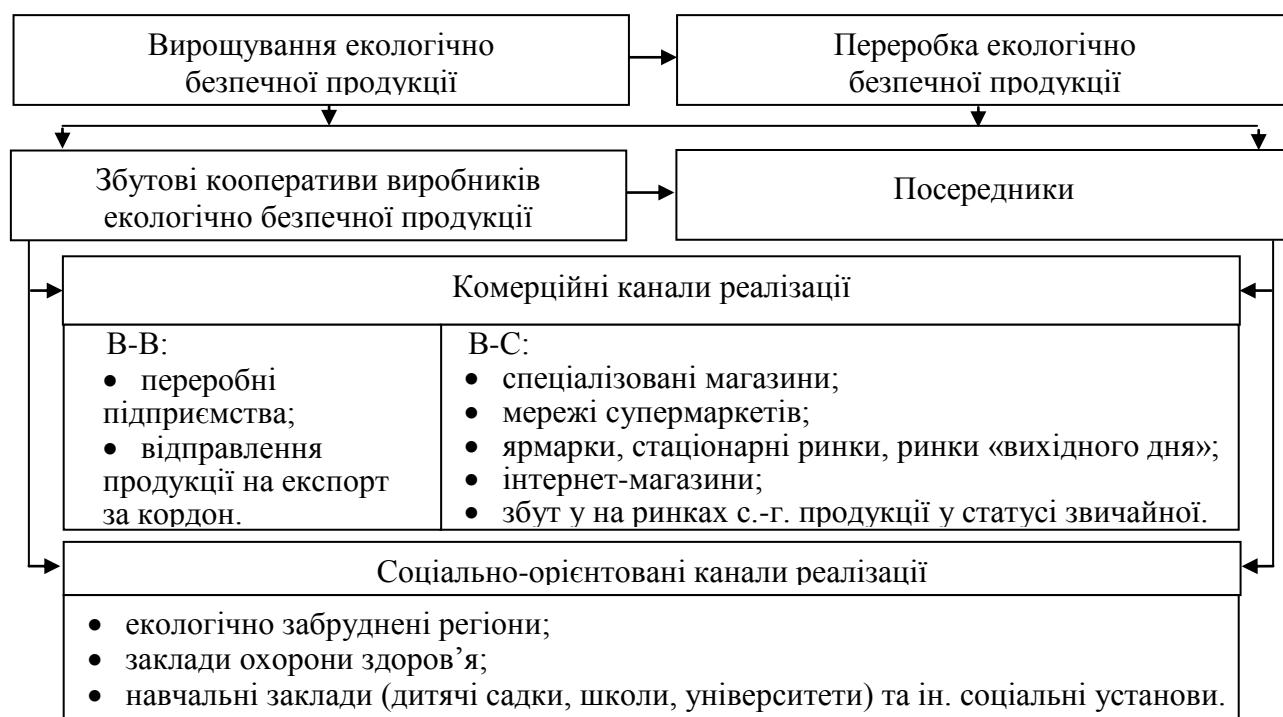 Вирощування екологічно
безпечної продукції
Переробка екологічно
безпечної продукції
Збутові кооперативи виробників
екологічно безпечної продукції
Посередники
Комерційні канали реалізації
В-В:
• переробні
підприємства;
• відправлення
продукції на експорт
за кордон.
В-С:
• спеціалізовані магазини;
• мережі супермаркетів;
• ярмарки, стаціонарні ринки, ринки «вихідного дня»;
• інтернет-магазини;
• збут у на ринках с.-г. продукції у статусі звичайної.
Соціально-орієнтовані канали реалізації
• екологічно забруднені регіони;
• заклади охорони здоров’я;
• навчальні заклади (дитячі садки, школи, університети) та ін. соціальні установи.